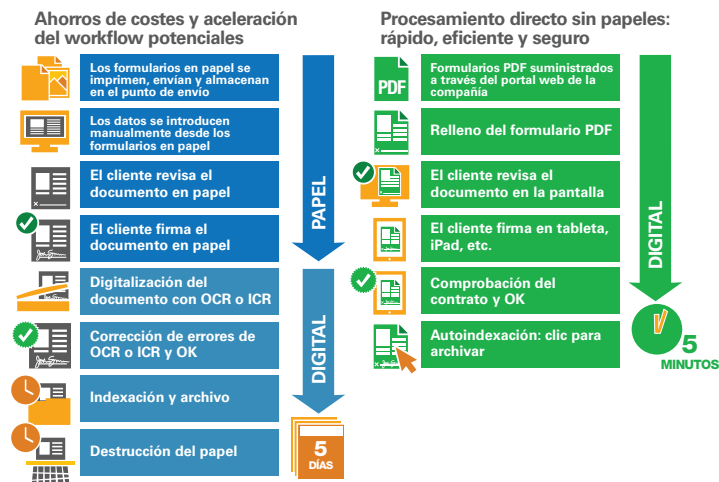 Ahorros de costes y aceleración
del workflow potenciales
Los formularios en papel se
imprimen, envían y almacenan
en el punto de envío
Los datos se introducen
manualmente desde los
formularios en papel
El cliente revisa el
documento en papel
El cliente firma el
documento en papel
PAPEL
Digitalización del
documento con OCR o ICR
Corrección de errores de
OCR o ICR y OK
Indexación y archivo
Destrucción del papel
DIGITAL
5
DÍAS
Procesamiento directo sin papeles:
rápido, eficiente y seguro
PDF
Formularios PDF suministrados
a través del portal web de la
compañía
Relleno del formulario PDF
El cliente revisa el
documento en la pantalla
El cliente firma en tableta,
iPad, etc.
Comprobación del
contrato y OK
Autoindexación: clic para
archivar
DIGITAL
5
MINUTOS